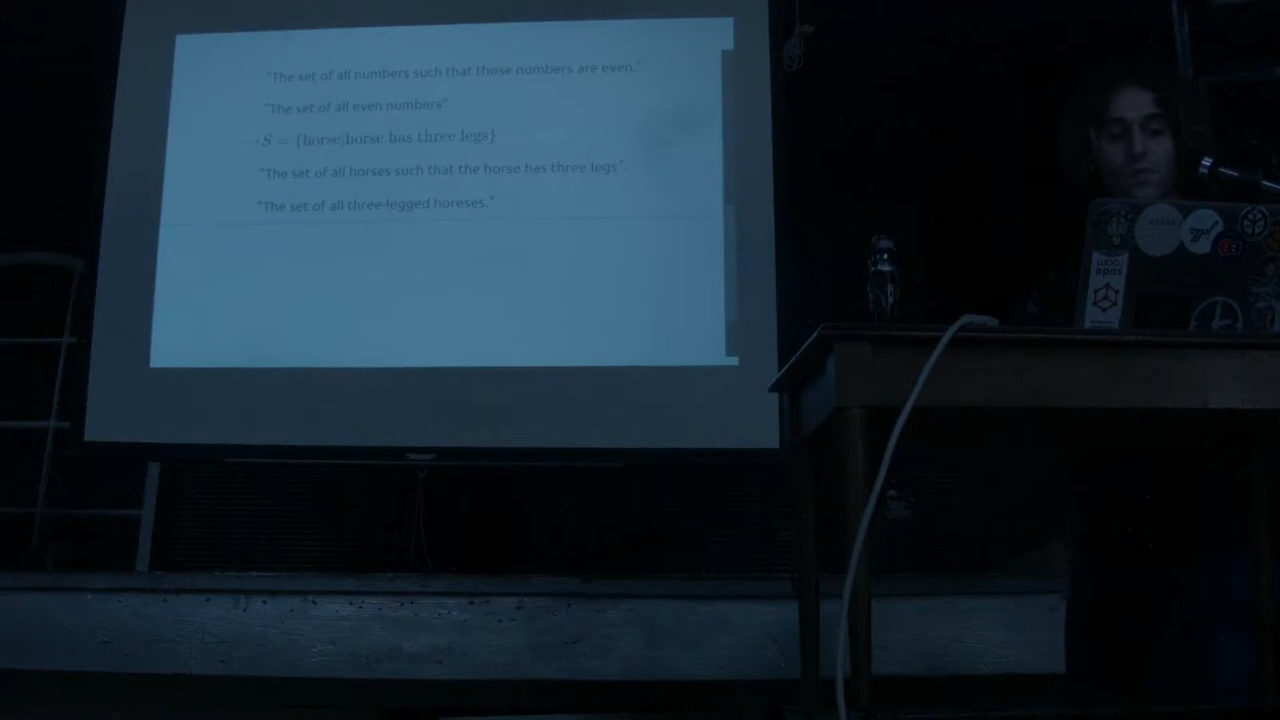 "The set of all numbers such that those numbers are even."
"The set of all even numbers"
• S = {horse|horse has three legs}
"The set of all horses such that the horse has three legs".
"The set of all three-legged horeses."